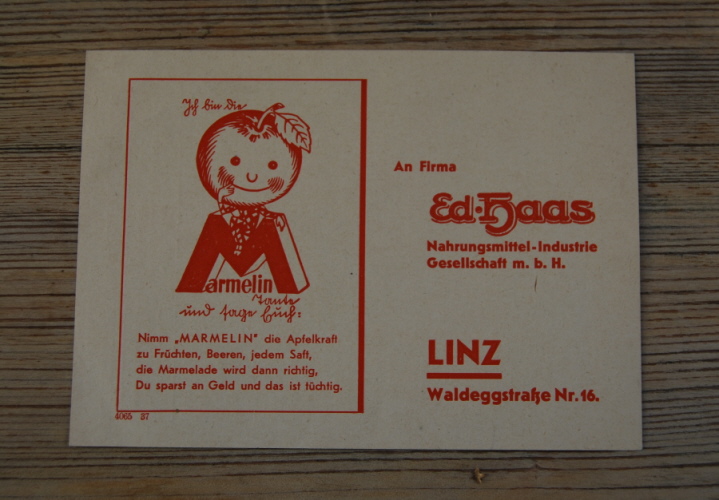 Ich bin die
Marmelin
Tante
und sage Euch:
Nimm „MARMELIN" die Apfelkraft
zu Früchten, Beeren, jedem Saft,
die Marmelade wird dann richtig,
Du sparst an Geld und das ist tüchtig.
4065 37
An Firma
Ed·Haas
Nahrungsmittel-Industrie
Gesellschaft m. b. H.
LINZ
Waldeggstraße Nr. 16.